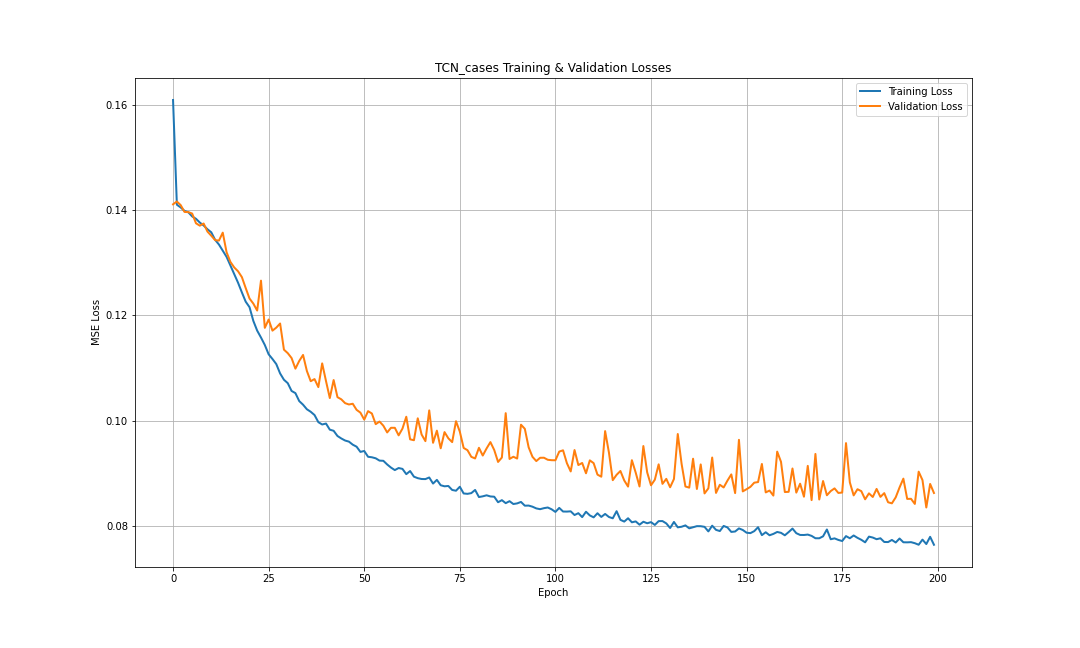 TCN_cases Training & Validation Losses
Training Loss
Validation Loss
MSE Loss
0.16
0.14
0.12
0.10
0.08
0 25 50 75 100 125 150 175 200
Epoch